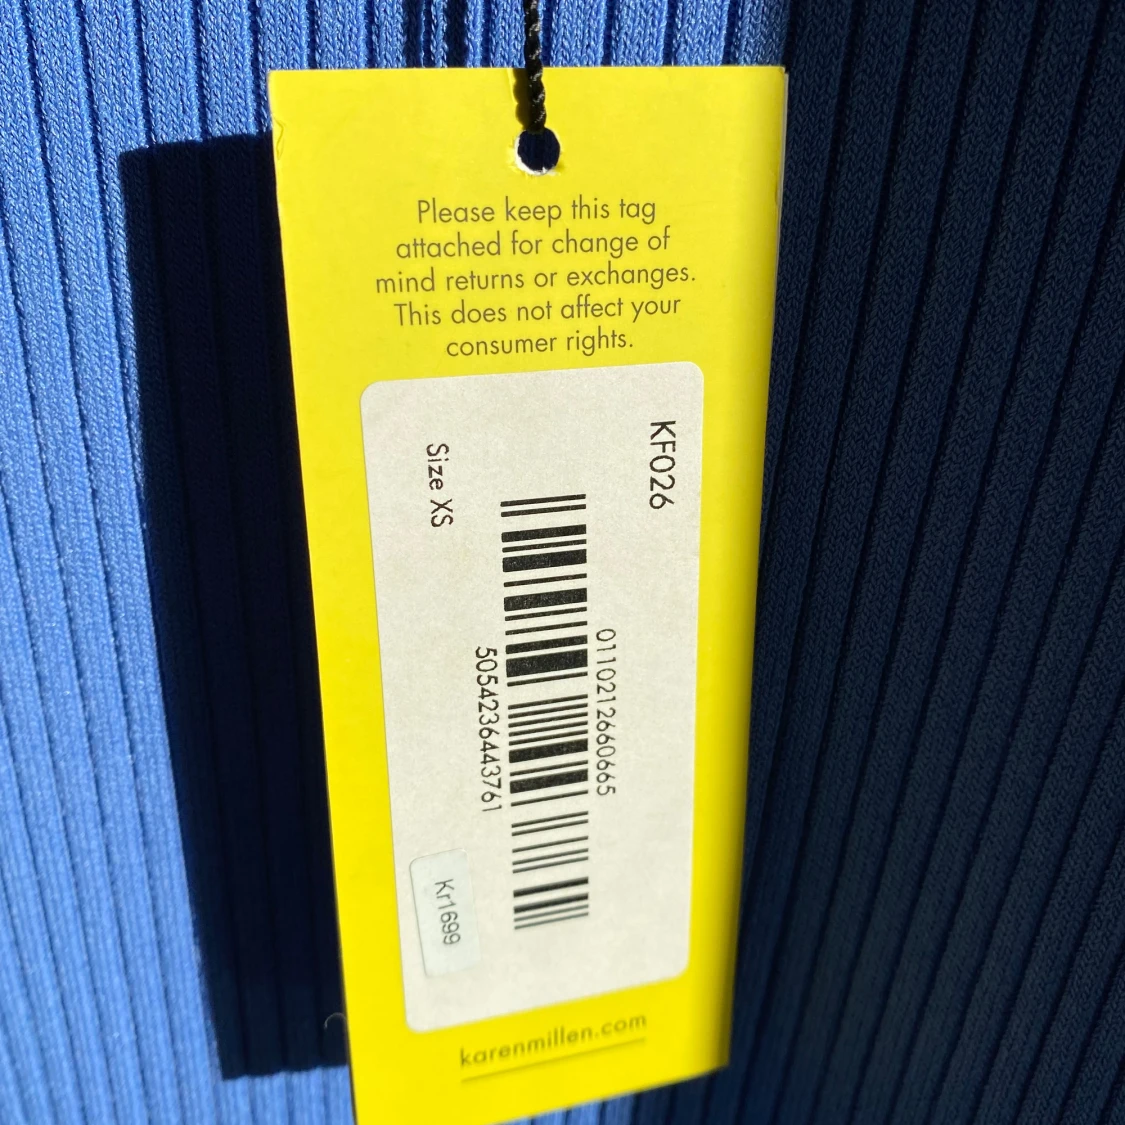 Please keep this tag
attached for change of
mind returns or exchanges.
This does not affect your
consumer rights.
KF026
0110212660665
5054236443761
Size XS
Kr1699
karenmillen.com